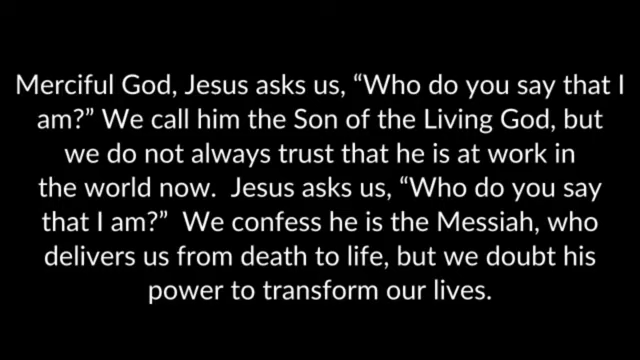 Merciful God, Jesus asks us, “Who do you say that I
am?” We call him the Son of the Living God, but
we do not always trust that he is at work in
the world now.  Jesus asks us, “Who do you say
that I am?”  We confess he is the Messiah, who
delivers us from death to life, but we doubt his
power to transform our lives.